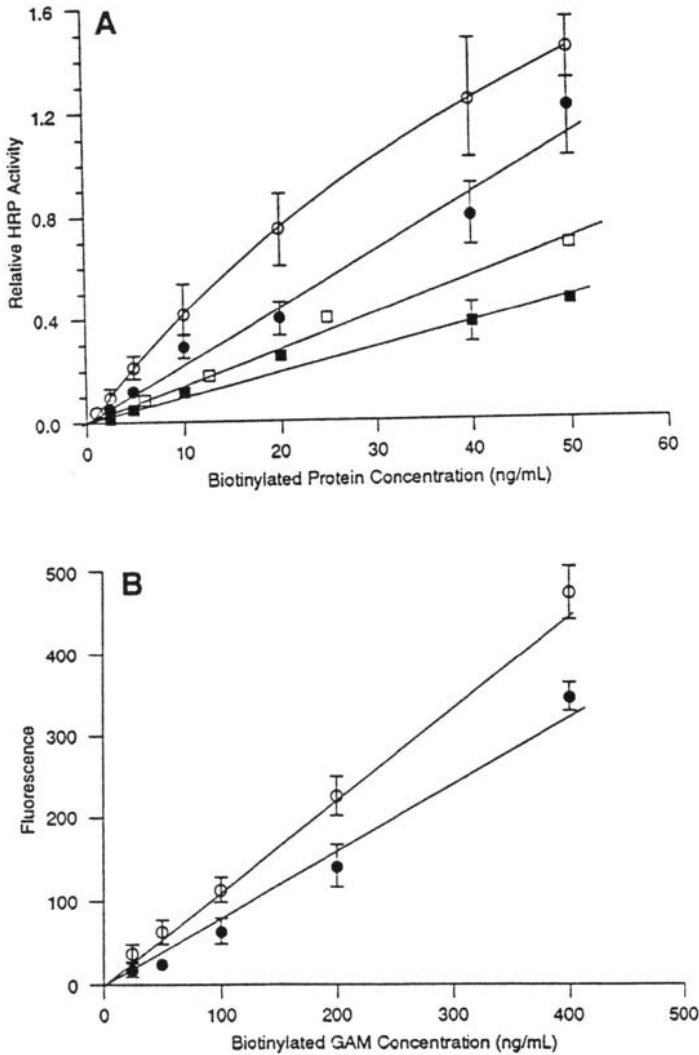 A
1.6
1.2
0.8
0.4
0.0
Relative HRP Activity
0 10 20 30 40 50 60
Biotinylated Protein Concentration (ng/mL)
B
500
400
300
200
100
0
Fluorescence
0 100 200 300 400 500
Biotinylated GAM Concentration (ng/mL)